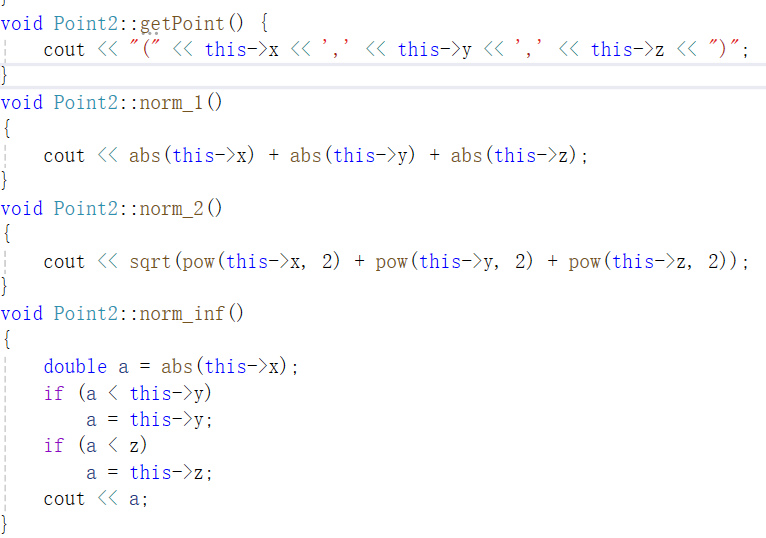 }
void Point2::getPoint() {
    cout << "(" << this->x << ',' << this->y << ',' << this->z << ")";
}
void Point2::norm_1()
{
    cout << abs(this->x) + abs(this->y) + abs(this->z);
}
void Point2::norm_2()
{
    cout << sqrt(pow(this->x, 2) + pow(this->y, 2) + pow(this->z, 2));
}
void Point2::norm_inf()
{
    double a = abs(this->x);
    if (a < this->y)
        a = this->y;
    if (a < z)
        a = this->z;
    cout << a;
}